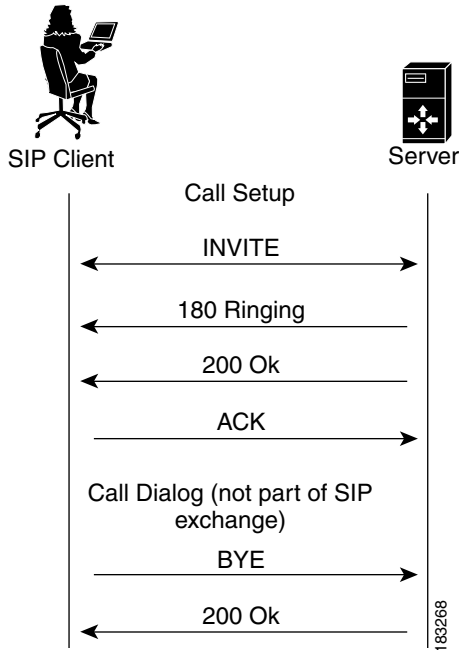 SIP Client
Server
Call Setup
INVITE
180 Ringing
200 Ok
ACK
Call Dialog (not part of SIP
exchange)
BYE
200 Ok
183268